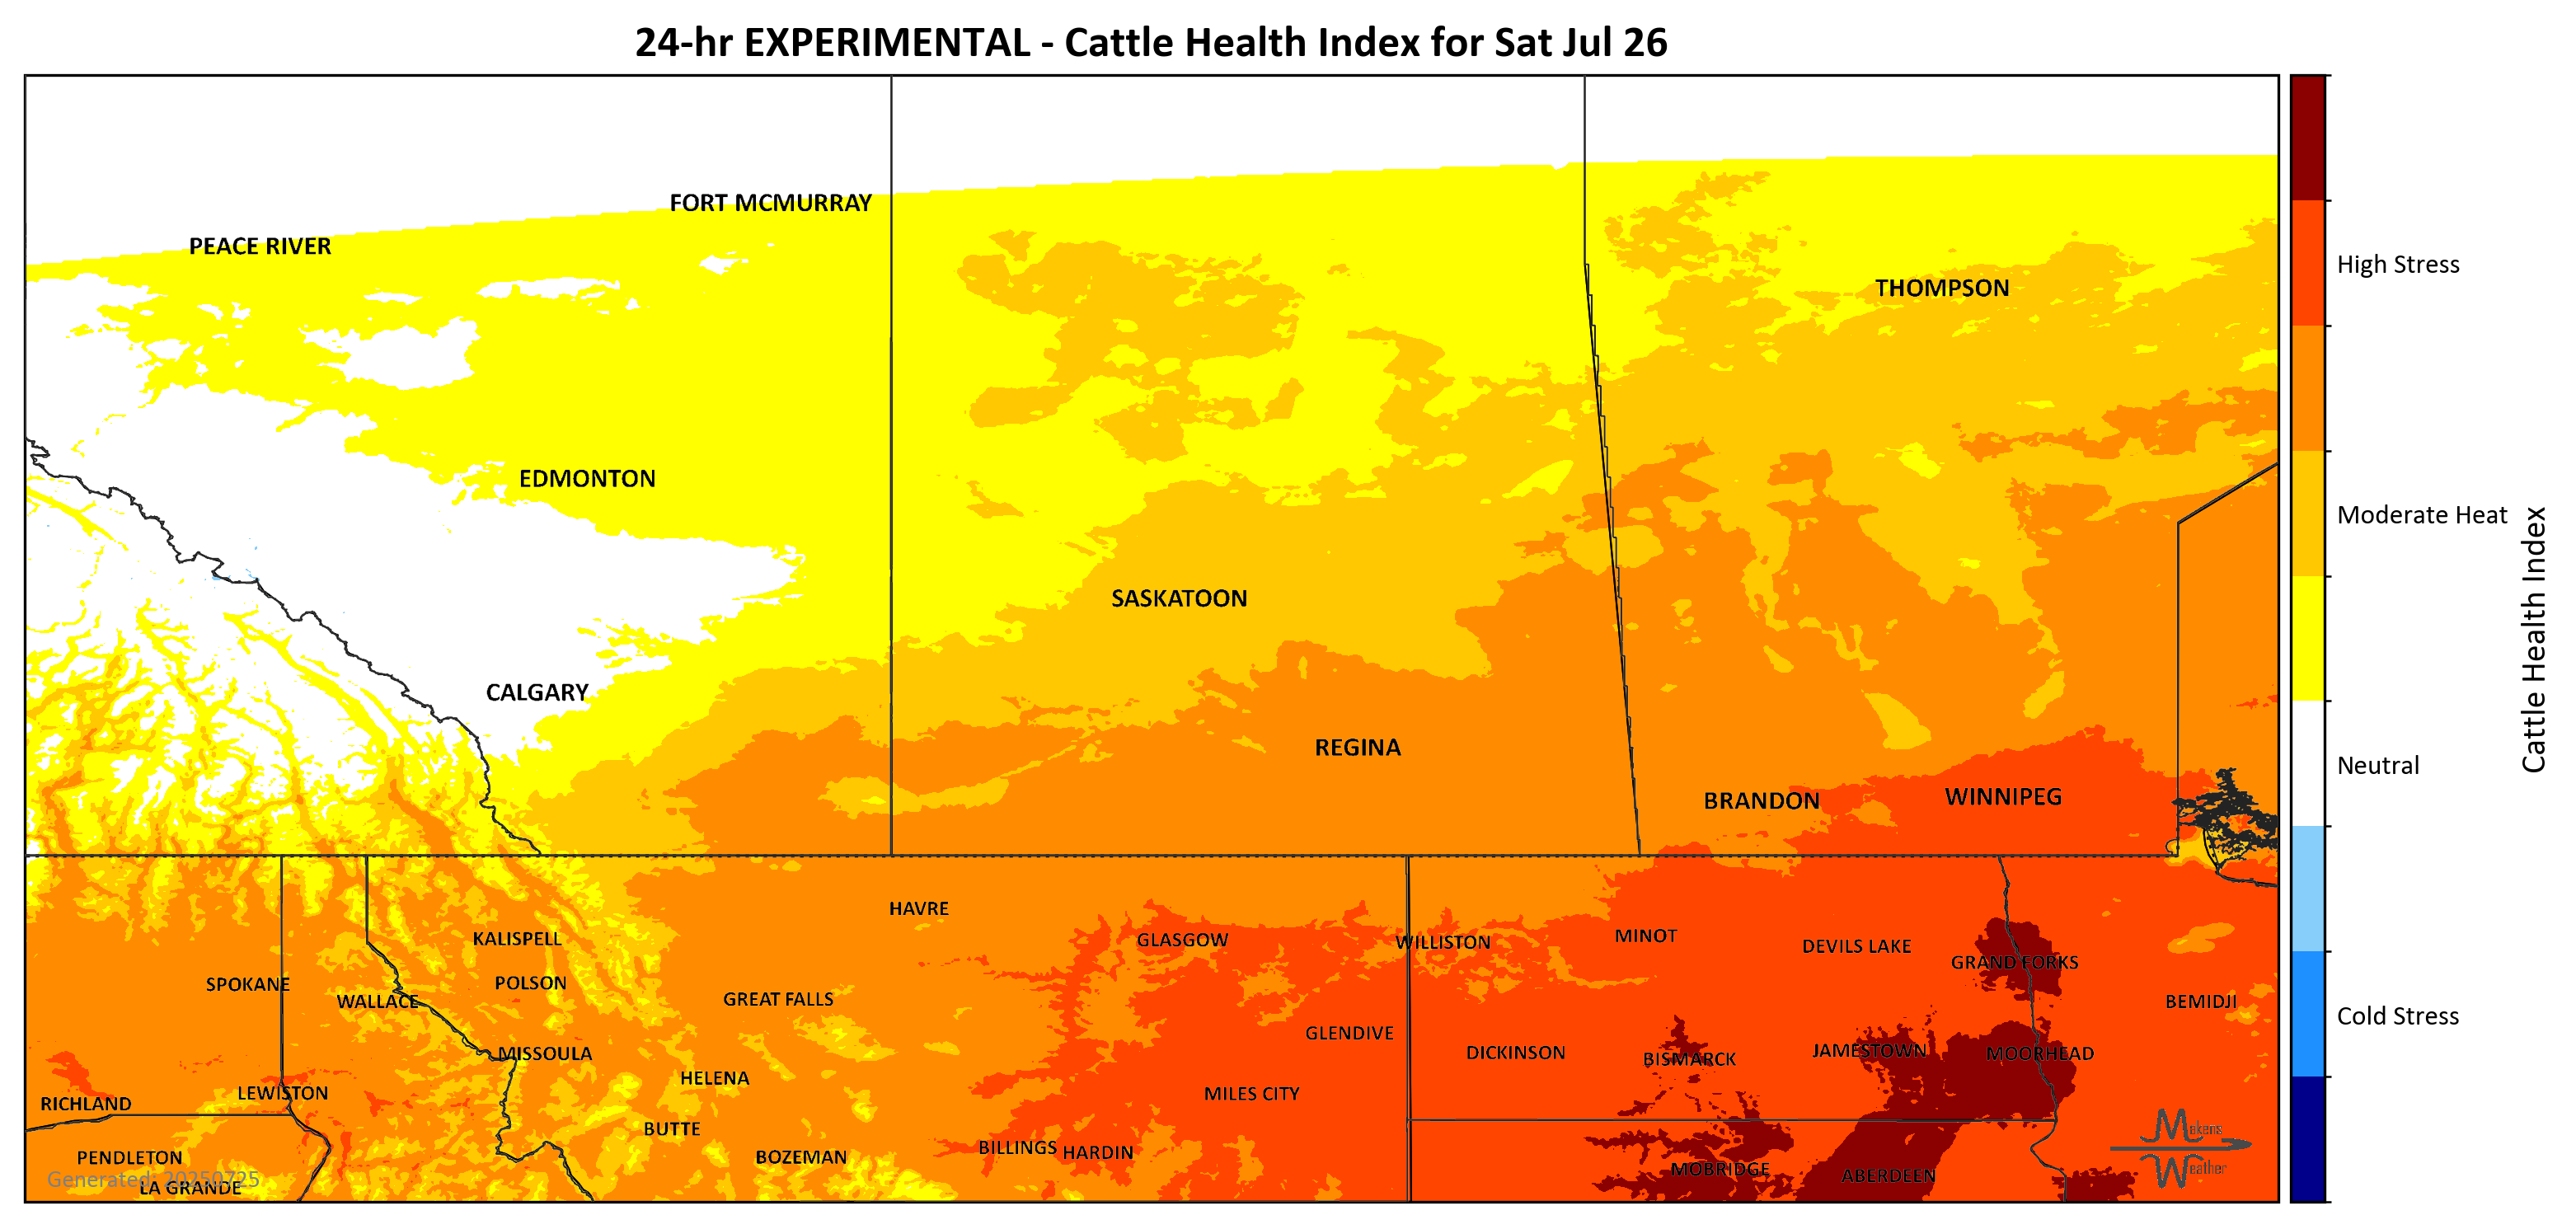 24-hr EXPERIMENTAL - Cattle Health Index for Sat Jul 26
FORT MCMURRAY
PEACE RIVER
High Stress
THOMPSON
EDMONTON
Moderate Heat
SASKATOON
Cattle Health Index
CALGARY
REGINA
Neutral
BRANDON
WINNIPEG
HAVRE
KALISPELL
GLASGOW
WILLISTON
MINOT
DEVILS LAKE
GRAND FORKS
SPOKANE
POLSON
WALLACE
GREAT FALLS
BEMIDJI
Cold Stress
GLENDIVE
MISSOULA
DICKINSON
BISMARCK
JAMESTOWN
MOORHEAD
HELENA
LEWISTON
MILES CITY
RICHLAND
BUTTE
Makens
Weather
PENDLETON
BOZEMAN
BILLINGS
HARDIN
MOBRIDGE
ABERDEEN
Generated: 20250725
LA GRANDE